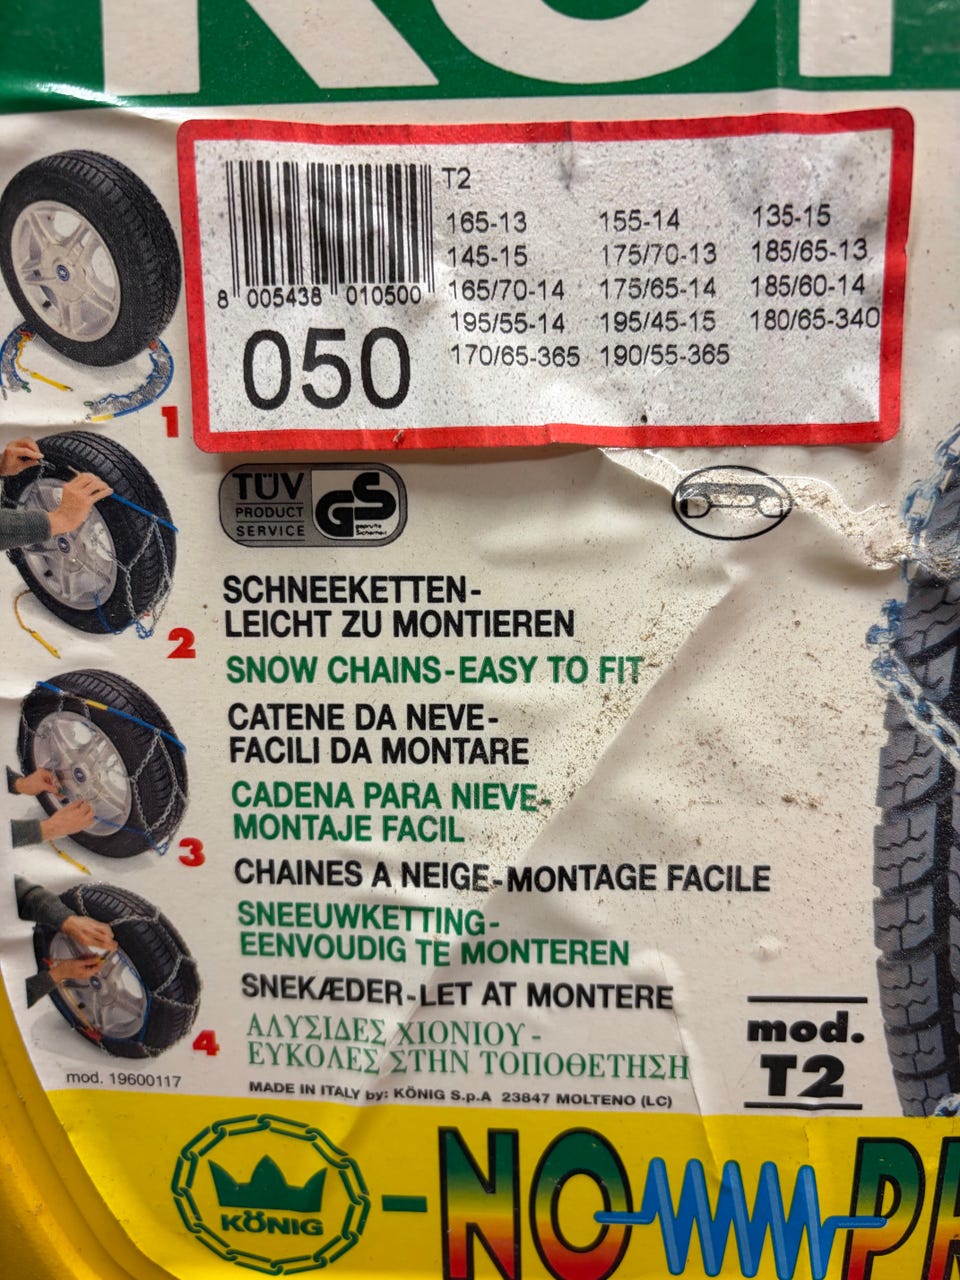 T2
165-13 155-14 135-15
145-15 175/70-13 185/65-13
165/70-14 175/65-14 185/60-14
195/55-14 195/45-15 180/65-340
170/65-365 190/55-365
8 005438 010500
050
1
TÜV
PRODUCT
SERVICE
GS
geprüfte
Sicherheit
SCHNEEKETTEN-
LEICHT ZU MONTIEREN
2
SNOW CHAINS-EASY TO FIT
CATENE DA NEVE-
FACILI DA MONTARE
CADENA PARA NIEVE-
MONTAJE FACIL
3
CHAINES A NEIGE-MONTAGE FACILE
SNEEUWKETTING-
EENVOUDIG TE MONTEREN
SNEKÆDER-LET AT MONTERE
ΑΛΥΣΙΔΕΣ ΧΙΟΝΙΟΥ-
ΕΥΚΟΛΕΣ ΣΤΗΝ ΤΟΠΟΘΕΤΗΣΗ
4
mod.
T2
mod. 19600117
MADE IN ITALY by: KÖNIG S.p.A 23847 MOLTENO (LC)
KÖNIG
-NO